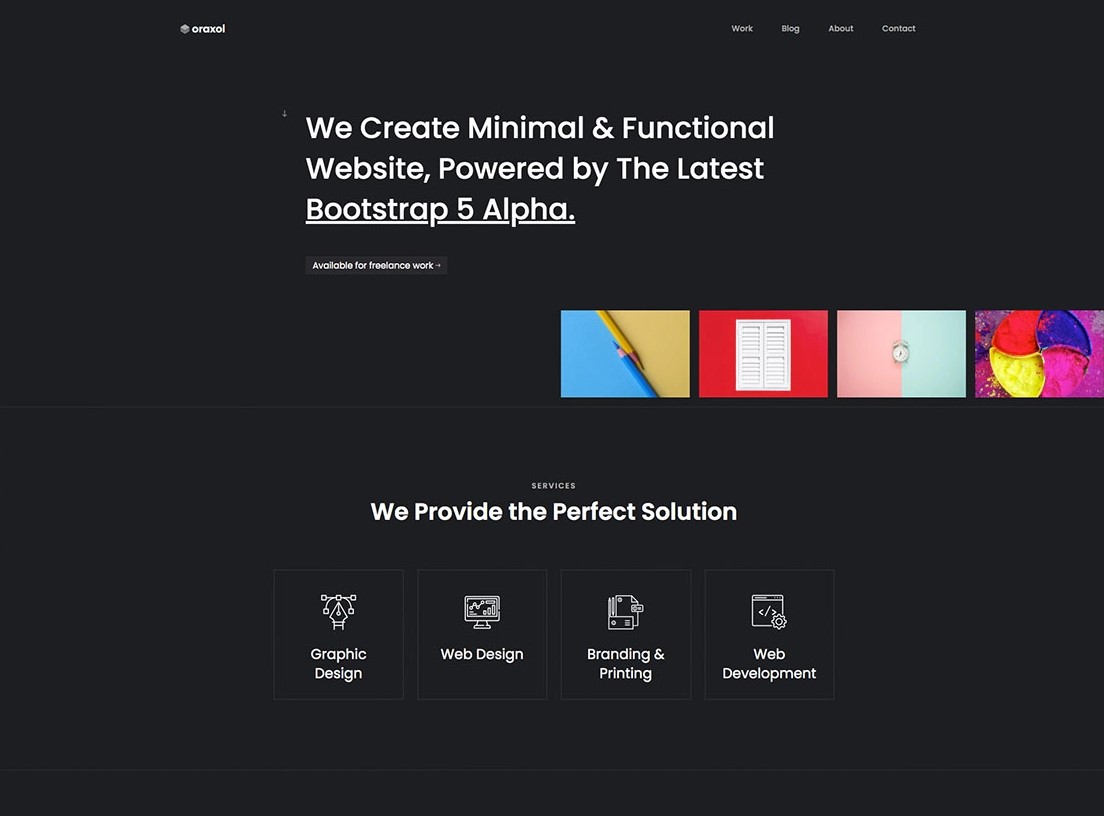 oraxol
Work Blog About Contact
↓
We Create Minimal & Functional
Website, Powered by The Latest
Bootstrap 5 Alpha.
Available for freelance work →
SERVICES
We Provide the Perfect Solution
Graphic
Design
Web Design
Branding &
Printing
Web
Development